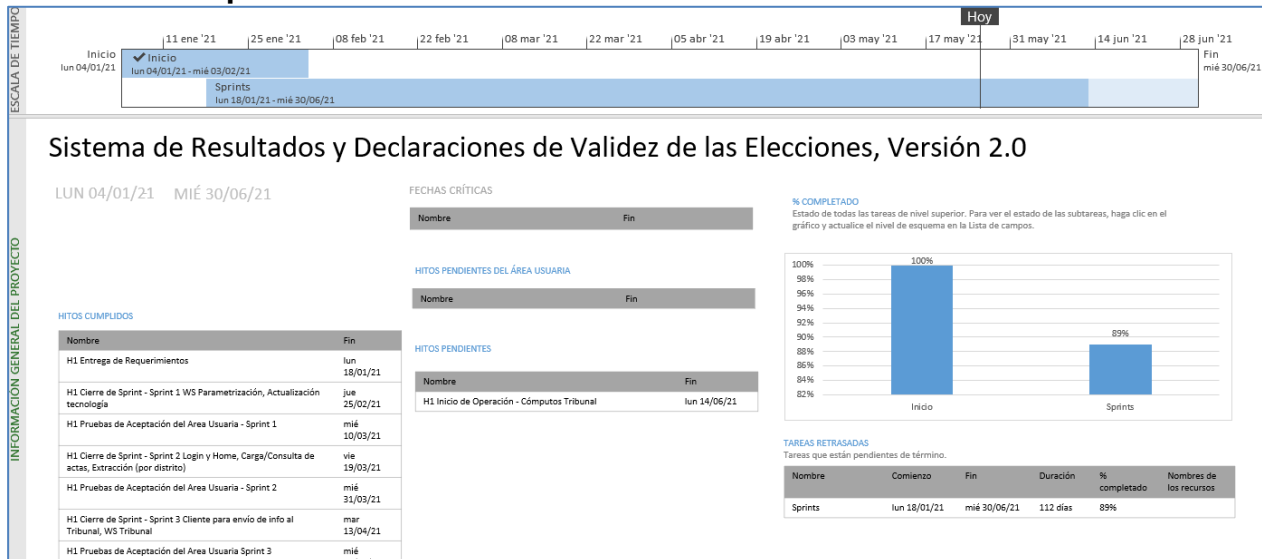 ESCALA DE TIEMPO
Hoy
11 ene '21 25 ene '21 08 feb '21 22 feb '21 08 mar '21 22 mar '21 05 abr '21 19 abr '21 03 may '21 17 may '21 31 may '21 14 jun '21 28 jun '21
Inicio
lun 04/01/21
✔ Inicio
lun 04/01/21 - mié 03/02/21
Sprints
lun 18/01/21 - mié 30/06/21
Fin
mié 30/06/21
INFORMACIÓN GENERAL DEL PROYECTO
Sistema de Resultados y Declaraciones de Validez de las Elecciones, Versión 2.0
LUN 04/01/21 - MIÉ 30/06/21
HITOS CUMPLIDOS
Nombre Fin
H1 Entrega de Requerimientos lun
18/01/21
H1 Cierre de Sprint - Sprint 1 WS Parametrización, Actualización jue
tecnología 25/02/21
H1 Pruebas de Aceptación del Area Usuaria - Sprint 1 mié
10/03/21
H1 Cierre de Sprint - Sprint 2 Login y Home, Carga/Consulta de vie
actas, Extracción (por distrito) 19/03/21
H1 Pruebas de Aceptación del Area Usuaria - Sprint 2 mié
31/03/21
H1 Cierre de Sprint - Sprint 3 Cliente para envío de info al mar
Tribunal, WS Tribunal 13/04/21
H1 Pruebas de Aceptación del Area Usuaria Sprint 3 mié
FECHAS CRÍTICAS
Nombre Fin
HITOS PENDIENTES DEL ÁREA USUARIA
Nombre Fin
HITOS PENDIENTES
Nombre Fin
H1 Inicio de Operación - Cómputos Tribunal lun 14/06/21
% COMPLETADO
Estado de todas las tareas de nivel superior. Para ver el estado de las subtareas, haga clic en el
gráfico y actualice el nivel de esquema en la Lista de campos.
100%
98%
96%
94%
92%
90%
88%
86%
84%
82%
100%
89%
Inicio Sprints
TAREAS RETRASADAS
Tareas que están pendientes de término.
Nombre Comienzo Fin Duración % Nombres de
completado los recursos
Sprints lun 18/01/21 mié 30/06/21 112 días 89%